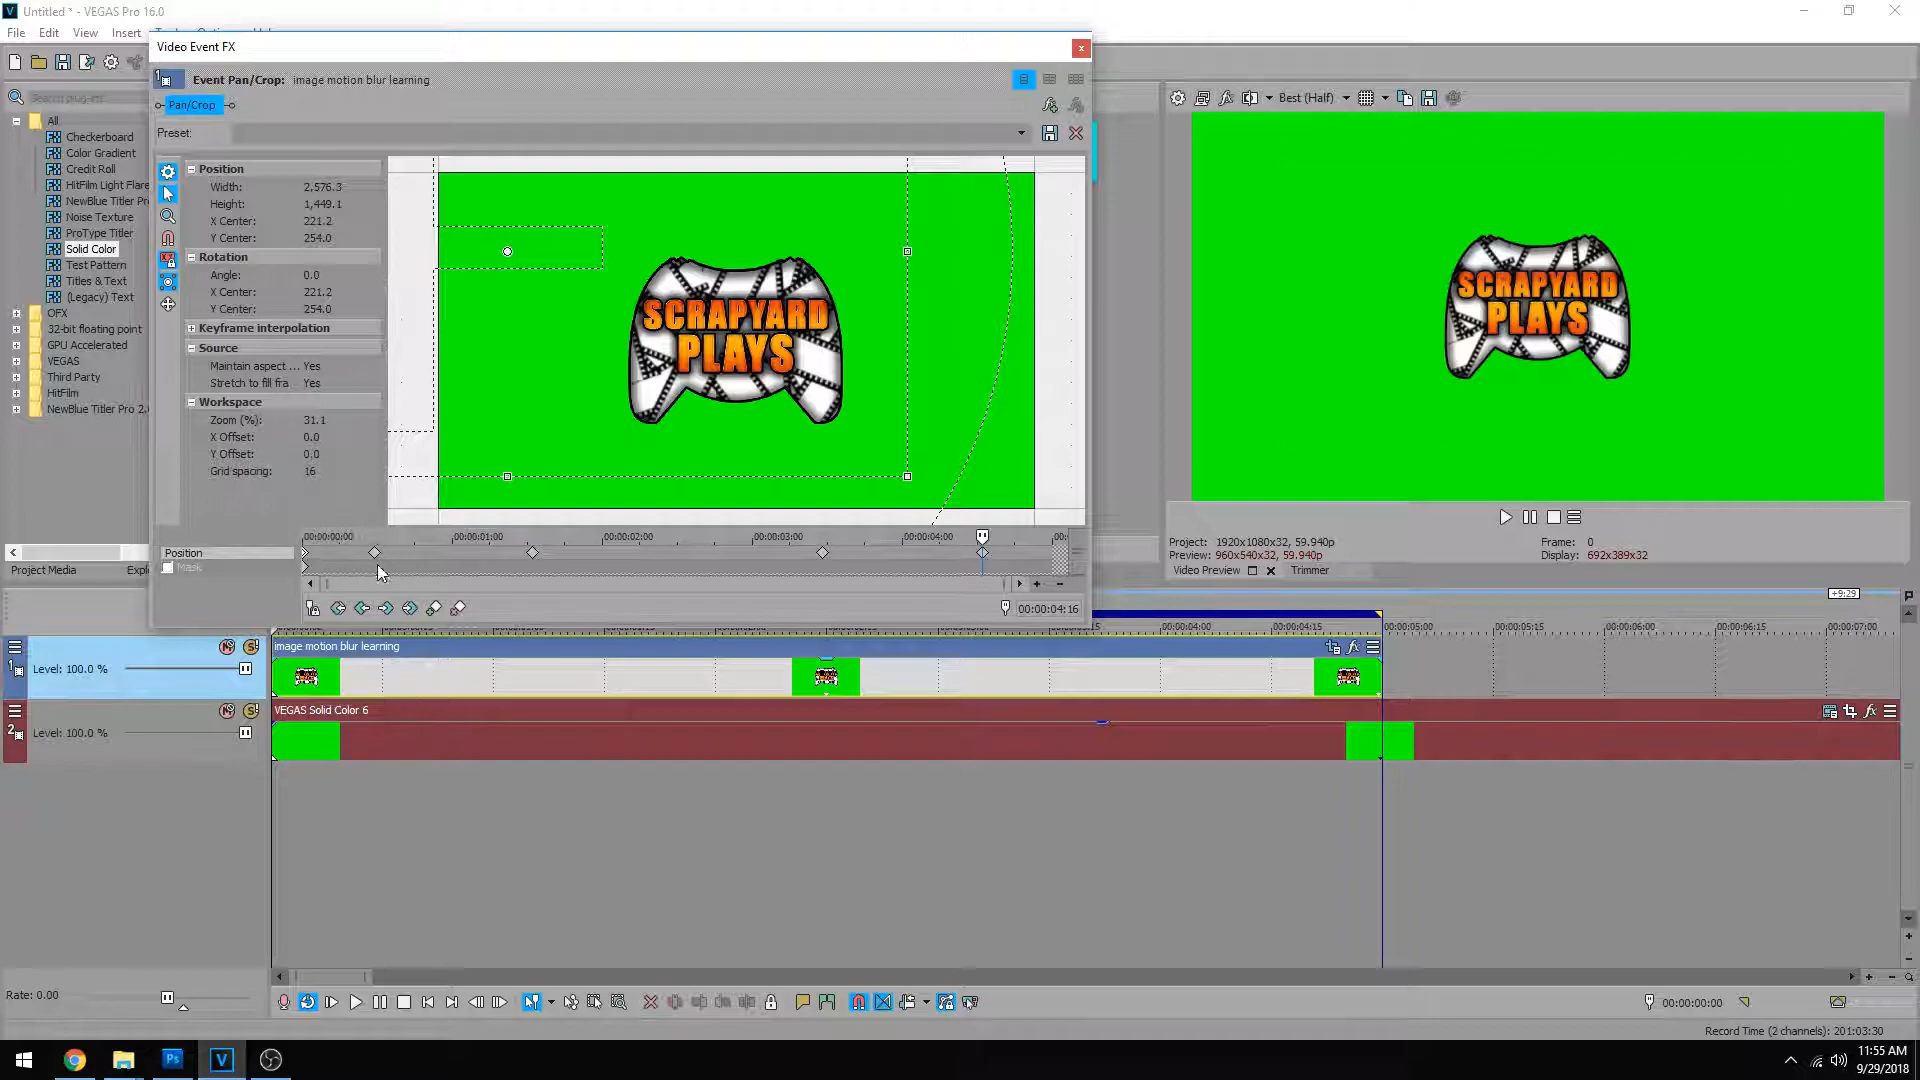 Untitled * - VEGAS Pro 16.0
File Edit View Insert
Video Event FX
Event Pan/Crop: image motion blur learning
Pan/Crop
Preset:
Search plug-ins
All
Checkerboard
Color Gradient
Credit Roll
HitFilm Light Flare
NewBlue Titler Pr
Noise Texture
ProType Titler
Solid Color
Test Pattern
Titles & Text
(Legacy) Text
OFX
32-bit floating point
GPU Accelerated
VEGAS
Third Party
HitFilm
NewBlue Titler Pro 2.
Project Media Expl
Position
Width: 2,576.3
Height: 1,449.1
X Center: 221.2
Y Center: 254.0
Rotation
Angle: 0.0
X Center: 221.2
Y Center: 254.0
Keyframe interpolation
Source
Maintain aspect ... Yes
Stretch to fill fra Yes
Workspace
Zoom (%): 31.1
X Offset: 0.0
Y Offset: 0.0
Grid spacing: 16
SCRAPYARD
PLAYS
00:00:00:00 00:00:01:00 00:00:02:00 00:00:03:00 00:00:04:00 00:
Position
Mask
00:00:04:16
Best (Half)
SCRAPYARD
PLAYS
Project: 1920x1080x32, 59.940p
Preview: 960x540x32, 59.940p
Frame: 0
Display: 692x389x32
Video Preview Trimmer
+9:29
00:00:04:00 00:00:04:15 00:00:05:00 00:00:05:15 00:00:06:00 00:00:06:15 00:00:07:00
1
Level: 100.0 %
image motion blur learning
2
Level: 100.0 %
VEGAS Solid Color 6
Rate: 0.00
00:00:00:00
Record Time (2 channels): 201:03:30
Ps
V
11:55 AM
9/29/2018